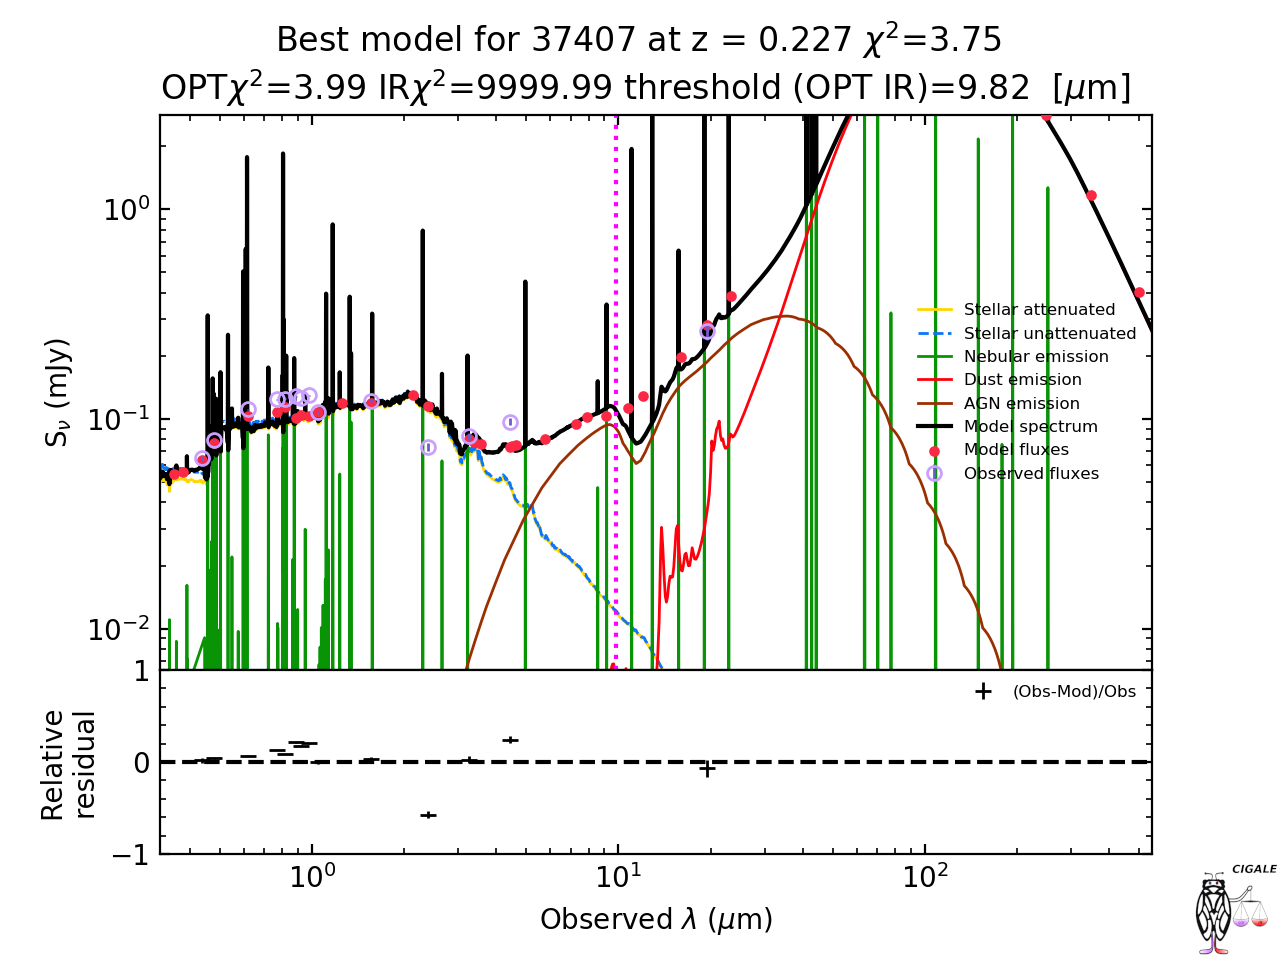 Best model for 37407 at z = 0.227 χ²=3.75
OPTχ²=3.99 IRχ²=9999.99 threshold (OPT IR)=9.82 [μm]
S_ν (mJy)
10⁰
10⁻¹
10⁻²
Stellar attenuated
Stellar unattenuated
Nebular emission
Dust emission
AGN emission
Model spectrum
Model fluxes
Observed fluxes
Relative
residual
1
0
−1
(Obs-Mod)/Obs
10⁰
10¹
10²
Observed λ (μm)
CIGALE